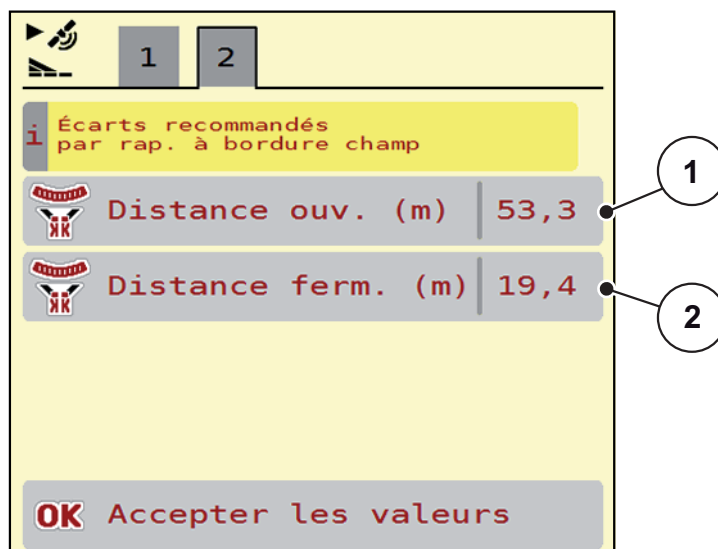 1 2
i Écarts recommandés
par rap. à bordure champ
Distance ouv. (m) 53,3
1
Distance ferm. (m) 19,4
2
OK Accepter les valeurs